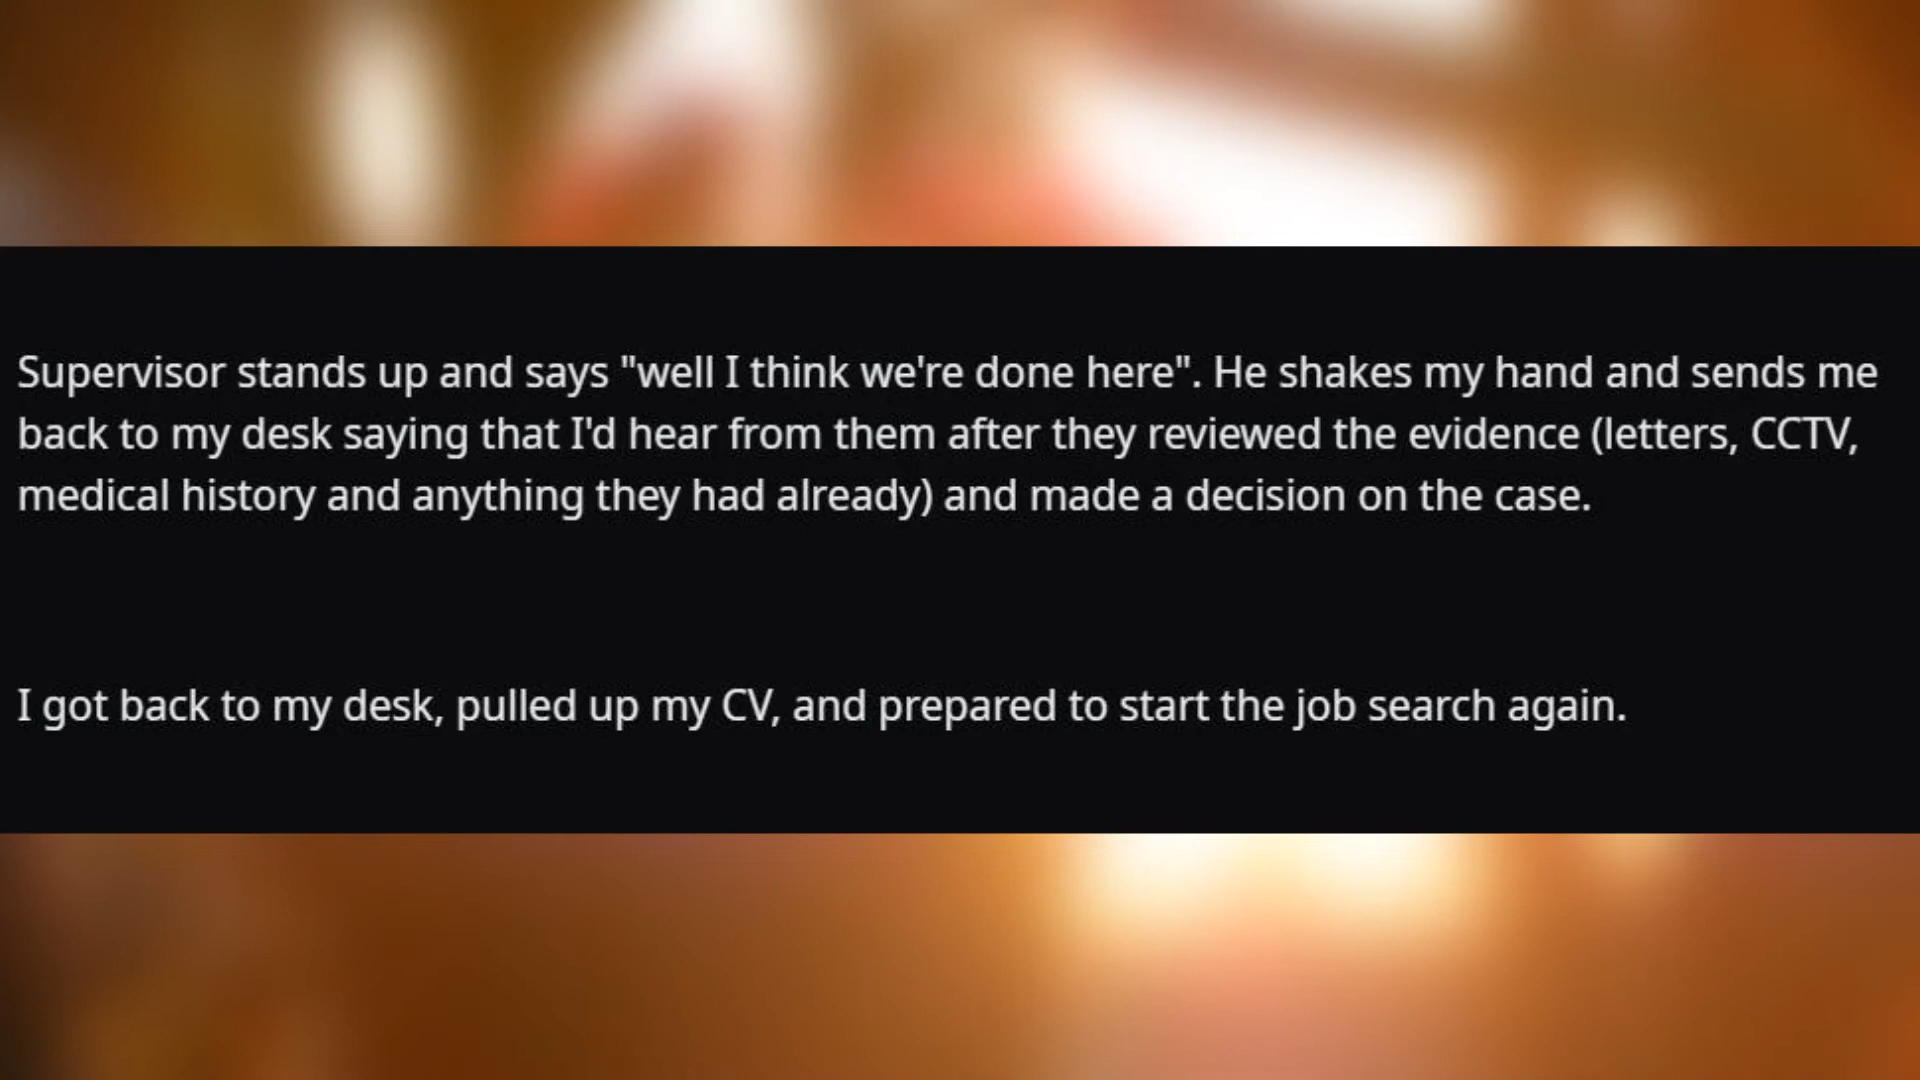 Supervisor stands up and says "well I think we're done here". He shakes my hand and sends me
back to my desk saying that I'd hear from them after they reviewed the evidence (letters, CCTV,
medical history and anything they had already) and made a decision on the case.
I got back to my desk, pulled up my CV, and prepared to start the job search again.